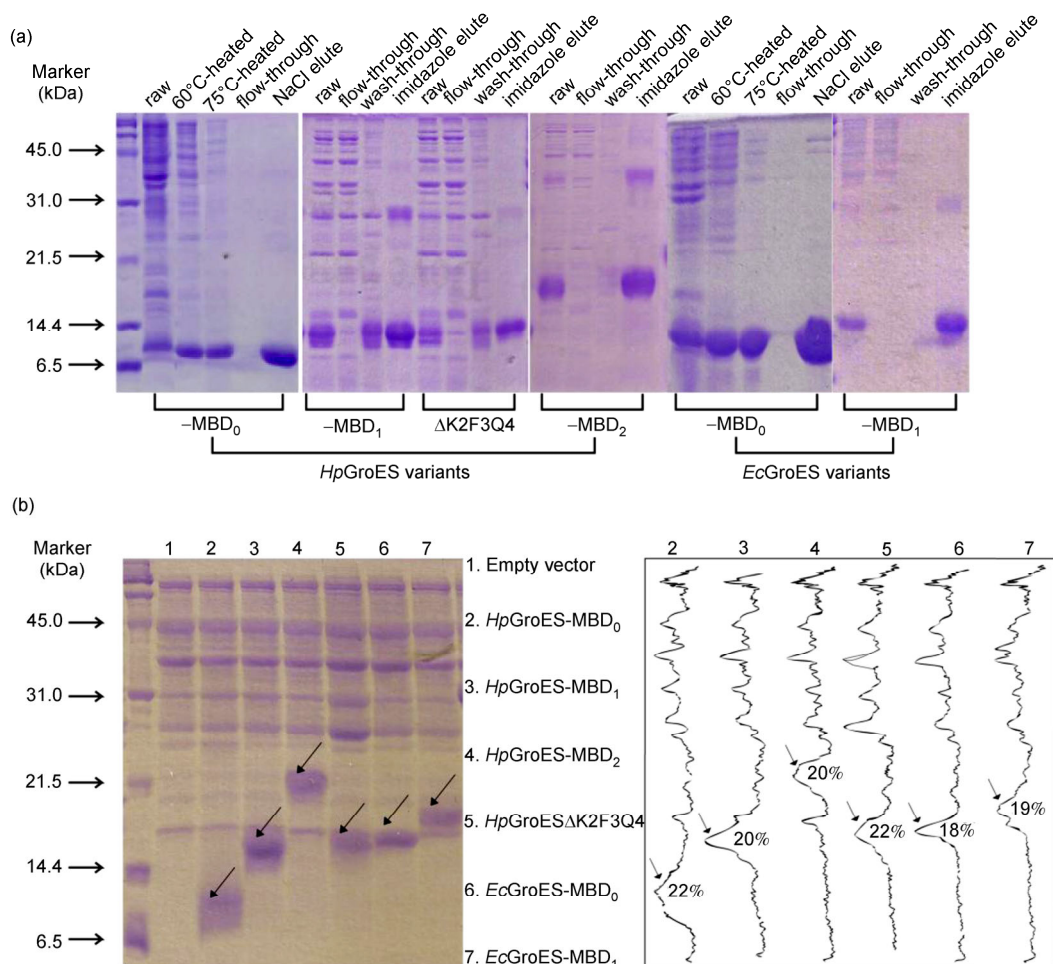 (a)
Marker
(kDa)
raw
60°C-heated
75°C-heated
flow-through
NaCl elute
raw
flow-through
wash-through
imidazole elute
raw
flow-through
wash-through
imidazole elute
raw
flow-through
wash-through
imidazole elute
raw
60°C-heated
75°C-heated
flow-through
NaCl elute
raw
flow-through
wash-through
imidazole elute
45.0
31.0
21.5
14.4
6.5
–MBD₀ –MBD₁ ΔK2F3Q4 –MBD₂ –MBD₀ –MBD₁
HpGroES variants EcGroES variants
(b)
Marker
(kDa)
1 2 3 4 5 6 7
45.0
31.0
21.5
14.4
6.5
1. Empty vector
2. HpGroES-MBD₀
3. HpGroES-MBD₁
4. HpGroES-MBD₂
5. HpGroESΔK2F3Q4
6. EcGroES-MBD₀
7. EcGroES-MBD₁
2 3 4 5 6 7
22%
20%
20%
22%
18%
19%